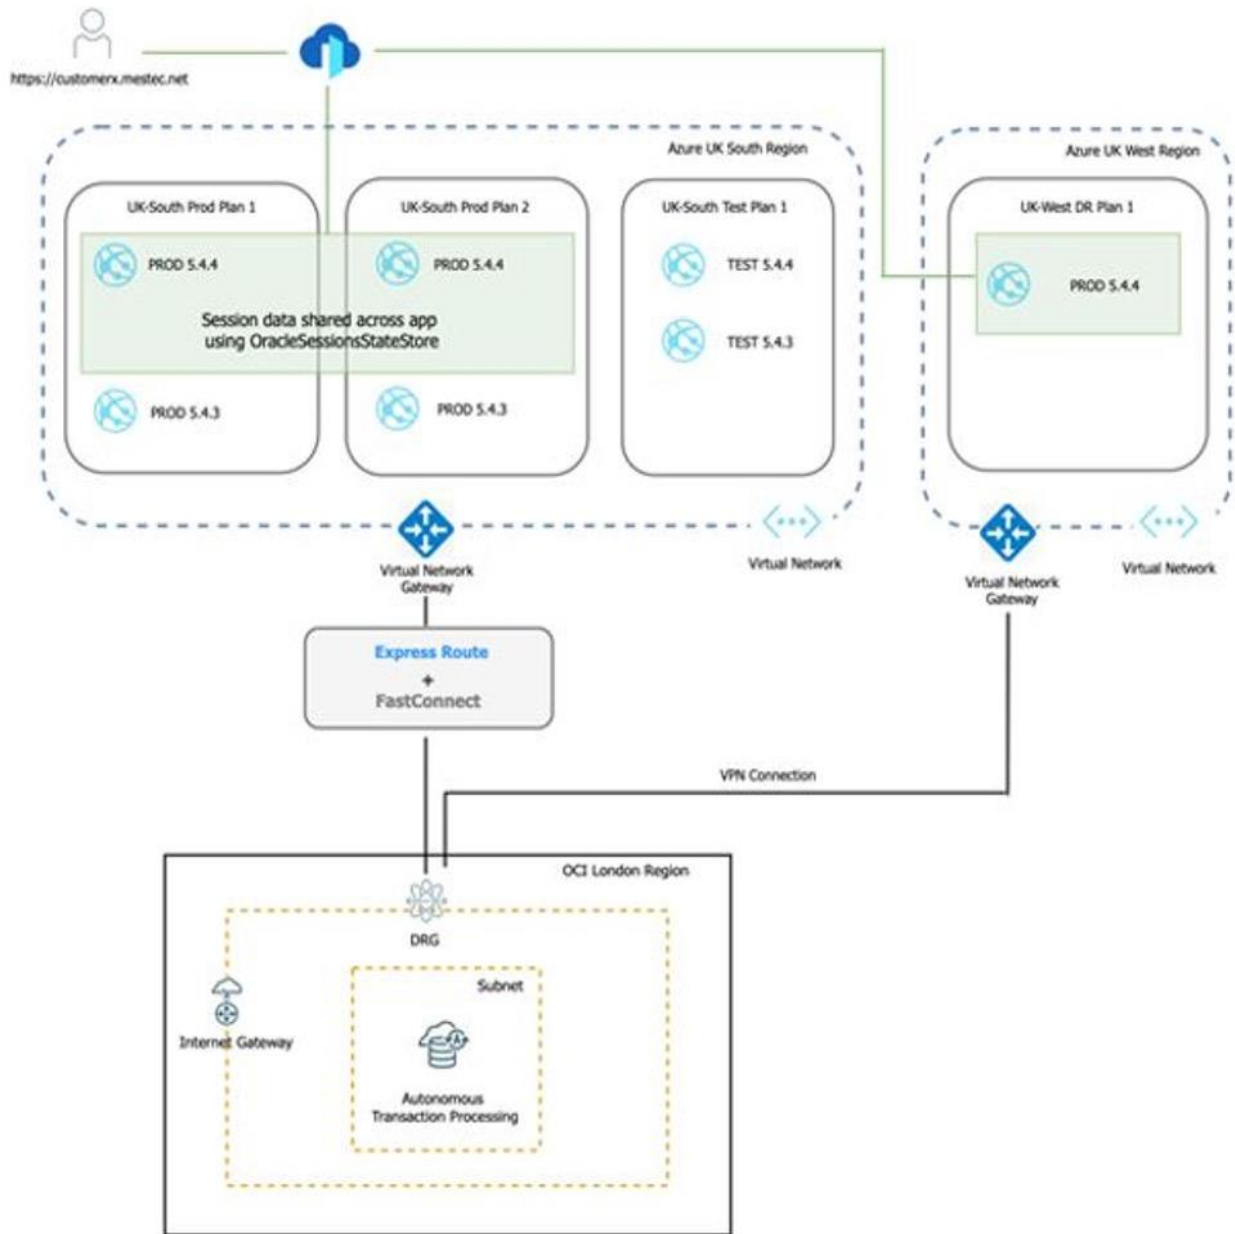 https://customerx.mestec.net
Azure UK South Region
Azure UK West Region
UK-South Prod Plan 1
UK-South Prod Plan 2
UK-South Test Plan 1
UK-West DR Plan 1
PROD 5.4.4
PROD 5.4.4
TEST 5.4.4
PROD 5.4.4
Session data shared across app
using OracleSessionsStateStore
TEST 5.4.3
PROD 5.4.3
PROD 5.4.3
Virtual Network
Gateway
Virtual Network
Virtual Network
Gateway
Virtual Network
Express Route
+
FastConnect
VPN Connection
OCI London Region
DRG
Subnet
Internet Gateway
Autonomous
Transaction Processing